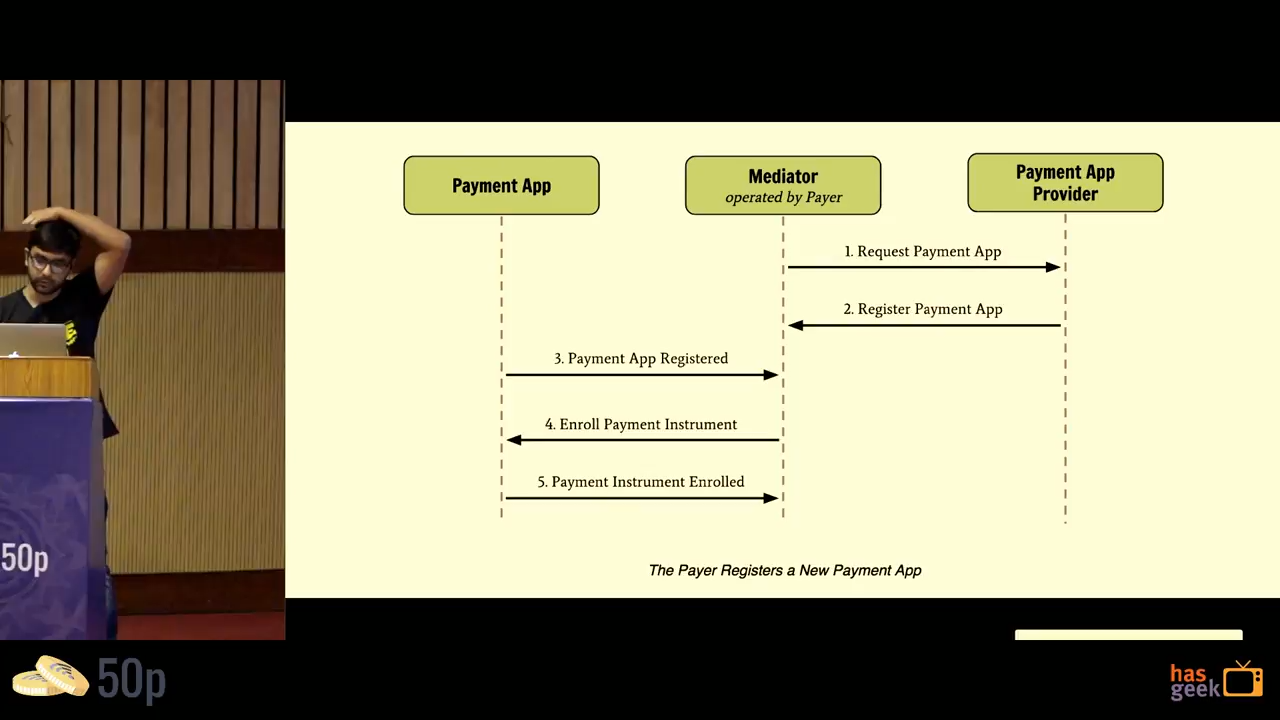 Payment App
Mediator
operated by Payer
Payment App
Provider
1. Request Payment App
2. Register Payment App
3. Payment App Registered
4. Enroll Payment Instrument
5. Payment Instrument Enrolled
The Payer Registers a New Payment App
50p
50p
has
geek